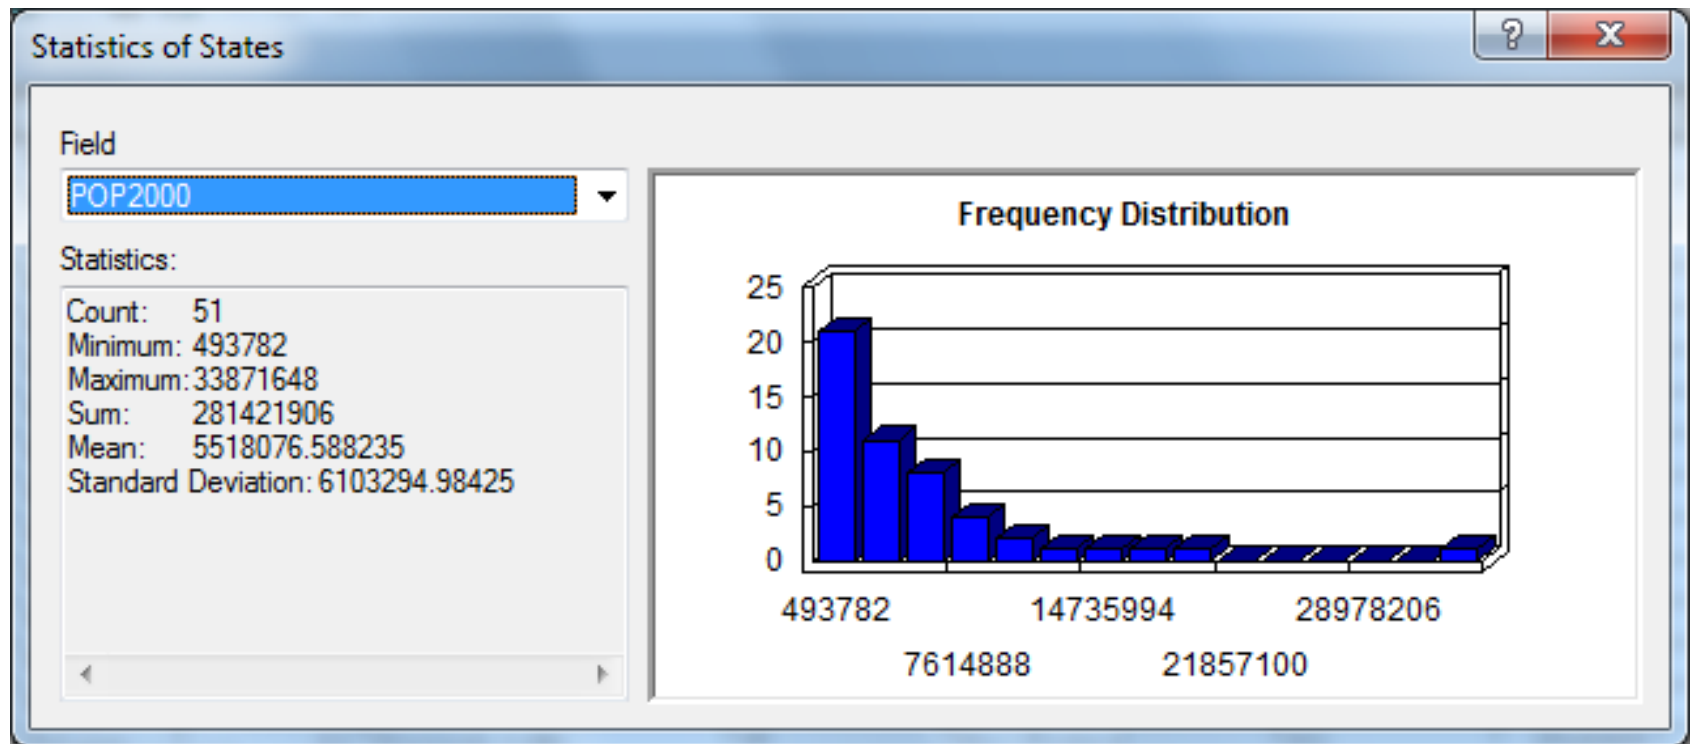 Statistics of States
Field
POP2000
Statistics:
Count: 51
Minimum: 493782
Maximum: 33871648
Sum: 281421906
Mean: 5518076.588235
Standard Deviation: 6103294.98425
Frequency Distribution
25
20
15
10
5
0
493782 14735994 28978206
7614888 21857100